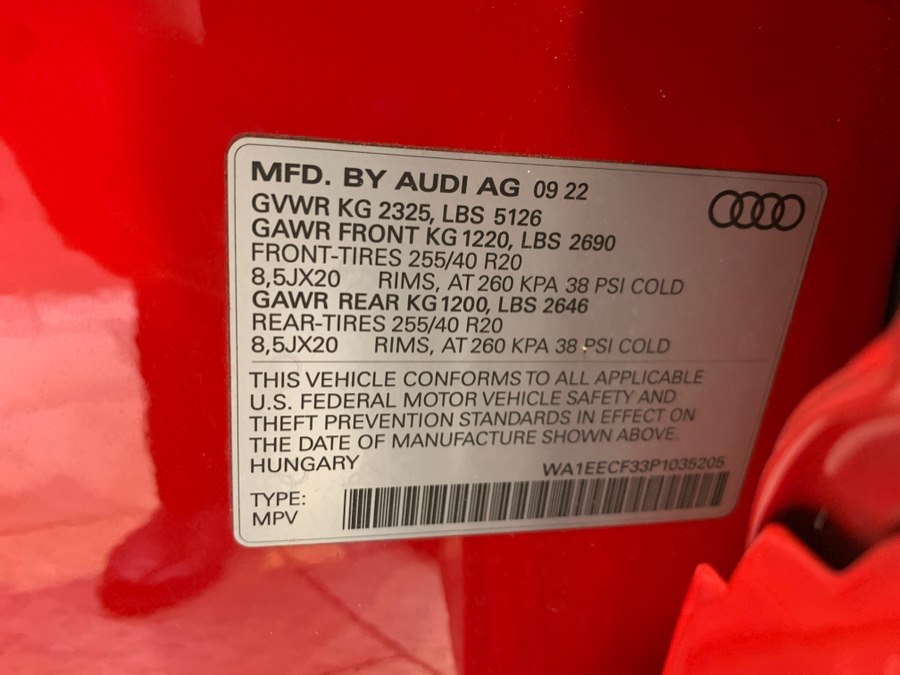 MFD. BY AUDI AG 09 22
GVWR KG 2325, LBS 5126
GAWR FRONT KG 1220, LBS 2690
FRONT-TIRES 255/40 R20
8,5JX20 RIMS, AT 260 KPA 38 PSI COLD
GAWR REAR KG 1200, LBS 2646
REAR-TIRES 255/40 R20
8,5JX20 RIMS, AT 260 KPA 38 PSI COLD
THIS VEHICLE CONFORMS TO ALL APPLICABLE
U.S. FEDERAL MOTOR VEHICLE SAFETY AND
THEFT PREVENTION STANDARDS IN EFFECT ON
THE DATE OF MANUFACTURE SHOWN ABOVE.
HUNGARY WA1EECF33P1035205
TYPE:
MPV